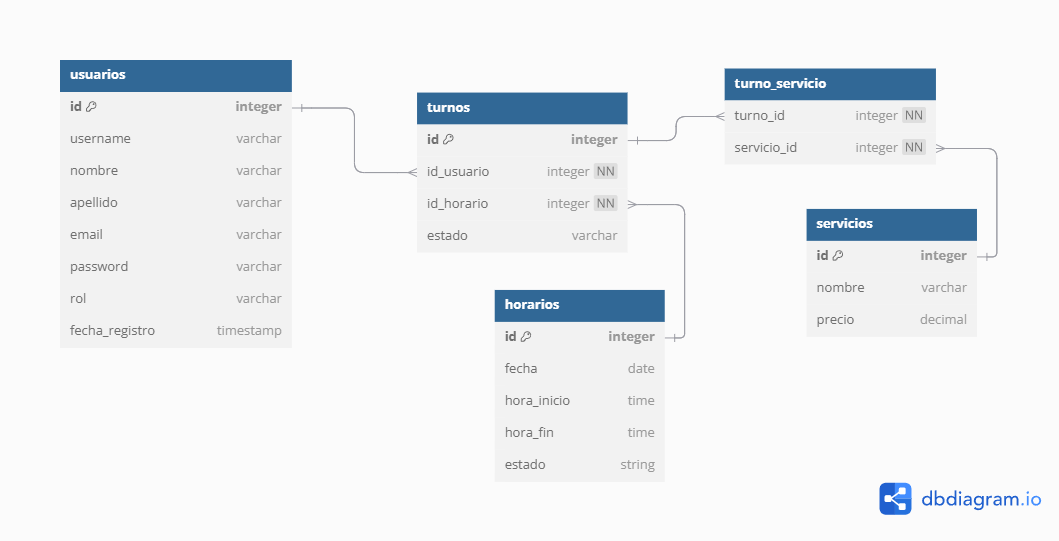 usuarios
id integer
username varchar
nombre varchar
apellido varchar
email varchar
password varchar
rol varchar
fecha_registro timestamp
turnos
id integer
id_usuario integer NN
id_horario integer NN
estado varchar
turno_servicio
turno_id integer NN
servicio_id integer NN
servicios
id integer
nombre varchar
precio decimal
horarios
id integer
fecha date
hora_inicio time
hora_fin time
estado string
dbdiagram.io